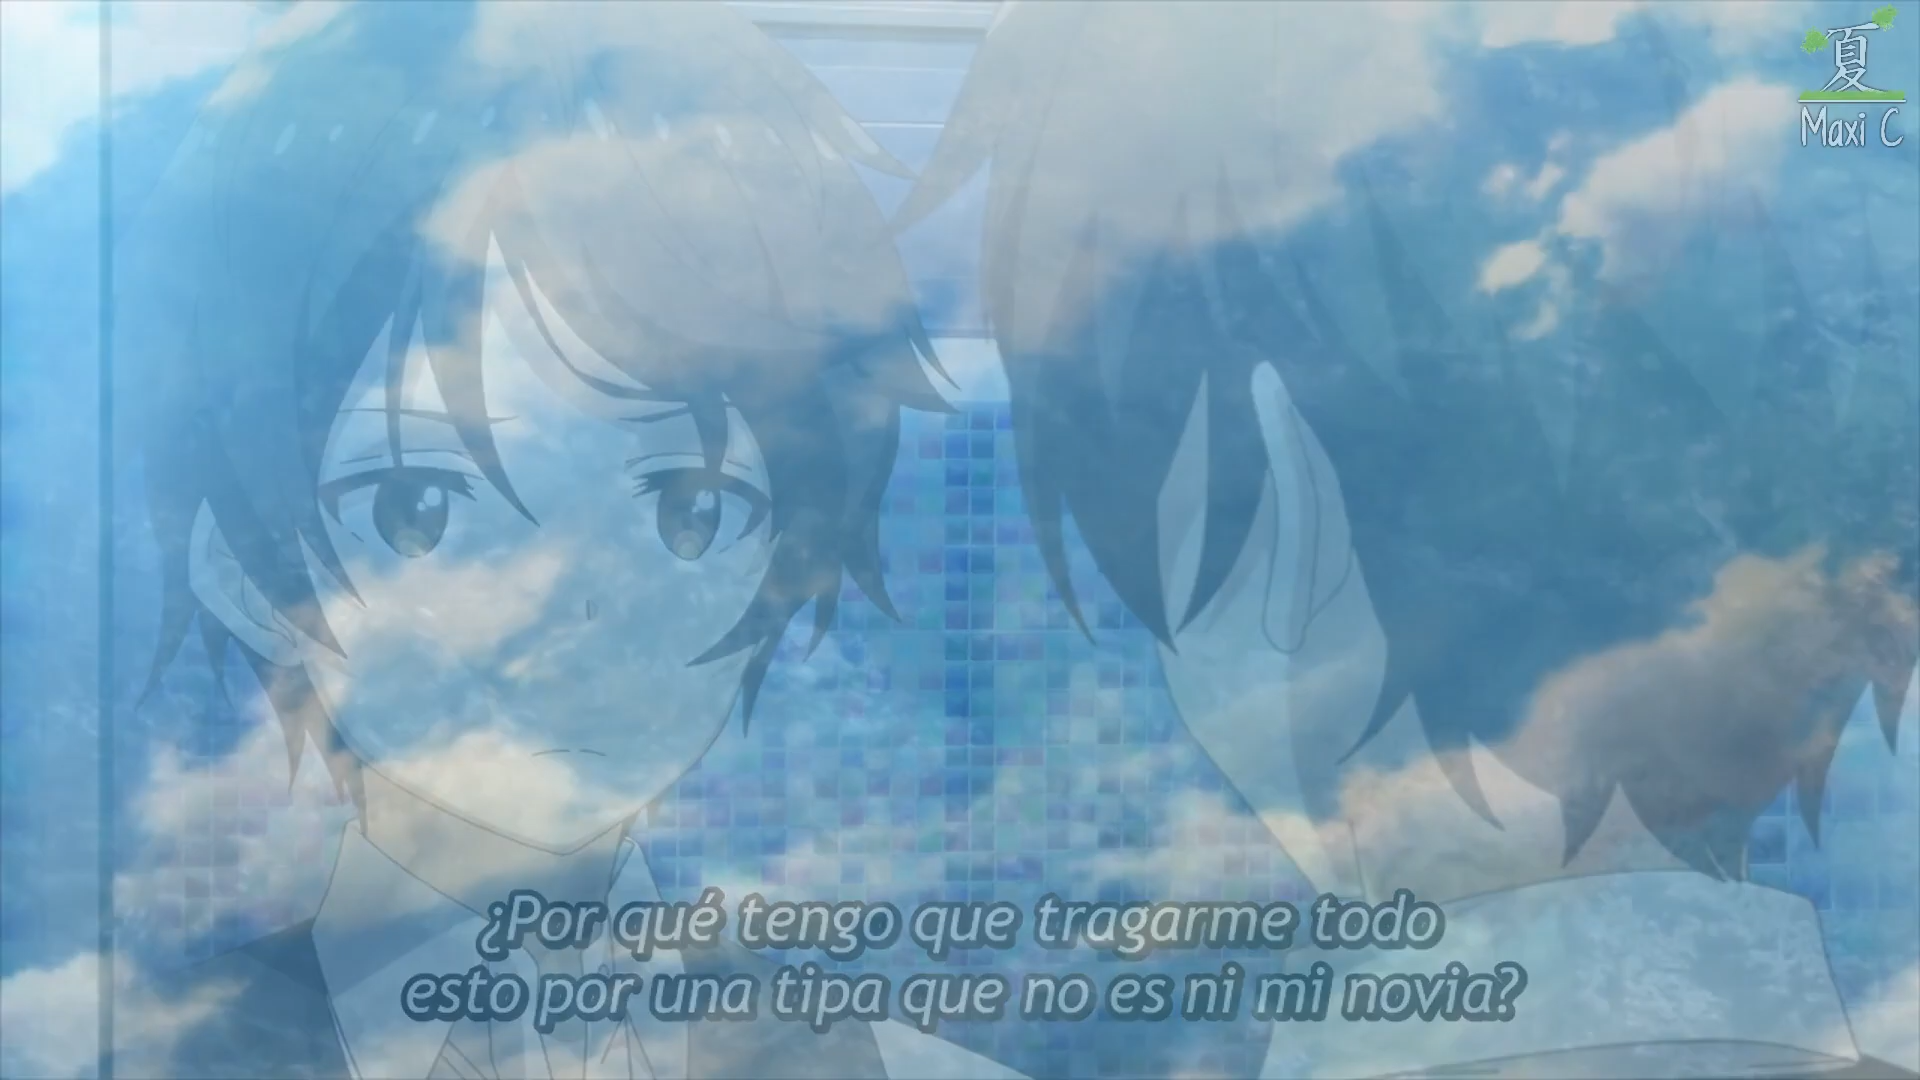 夏
Maxi C
¿Por qué tengo que tragarme todo
esto por una tipa que no es ni mi novia?